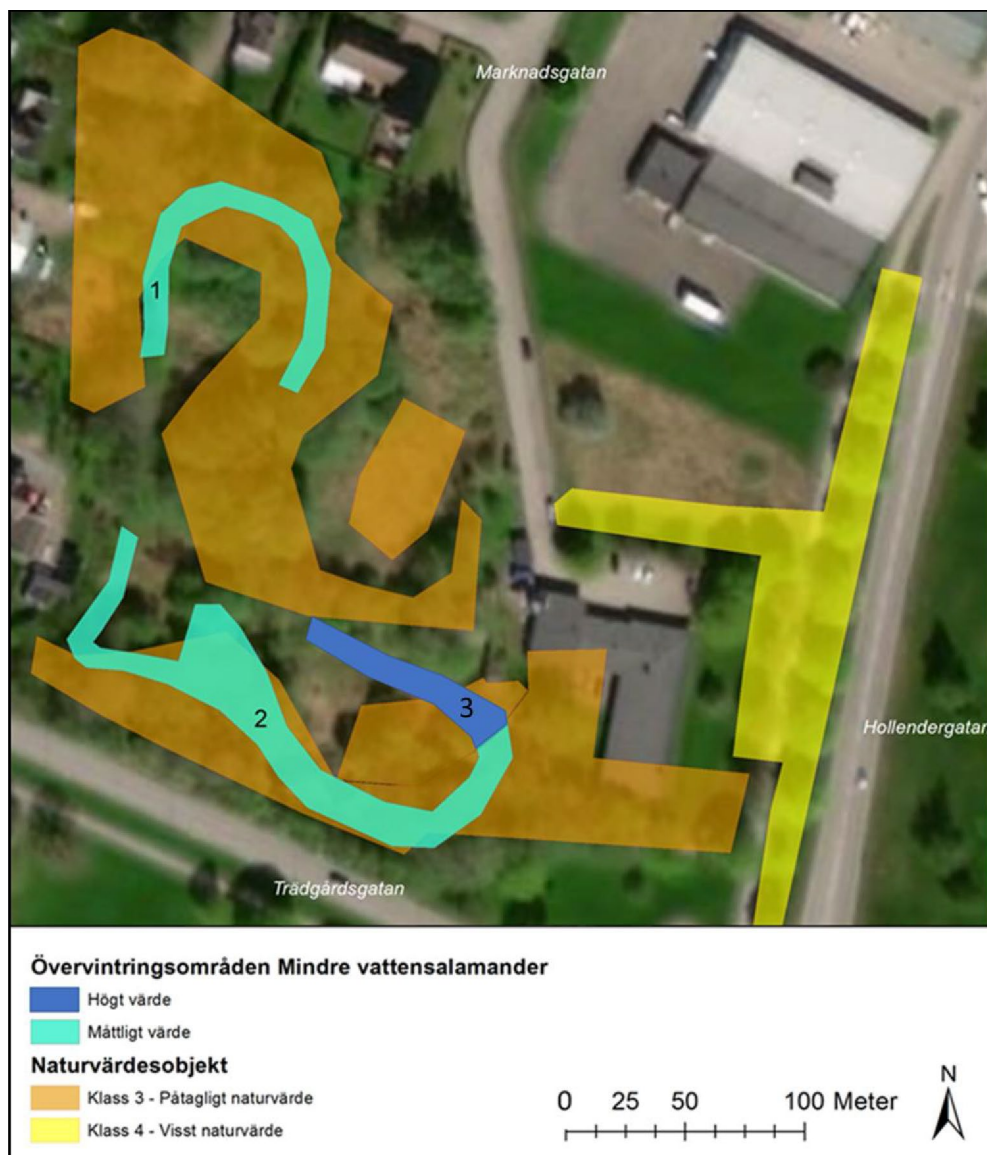 Marknadsgatan
1
2
3
Hollendergatan
Trädgårdsgatan
Övervintringsområden Mindre vattensalamander
Högt värde
Måttligt värde
Naturvärdesobjekt
Klass 3 - Påtagligt naturvärde
Klass 4 - Visst naturvärde
0 25 50 100 Meter
N